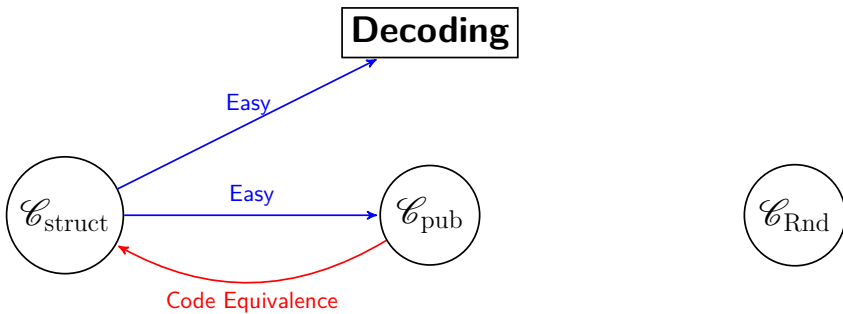 Decoding
Easy
Easy
𝒞struct
𝒞pub
𝒞Rnd
Code Equivalence